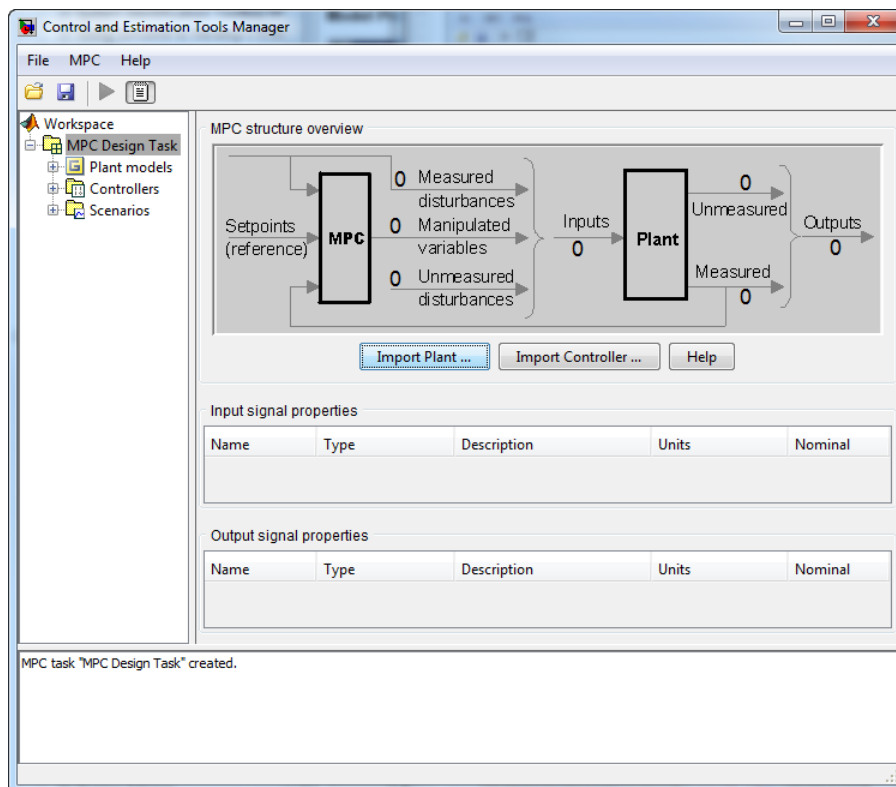 Control and Estimation Tools Manager
File MPC Help
Workspace
MPC Design Task
Plant models
Controllers
Scenarios
MPC structure overview
Setpoints
(reference)
MPC
0 Measured
disturbances
0 Manipulated
variables
0 Unmeasured
disturbances
Inputs
0
Plant
0
Unmeasured
Measured
0
Outputs
0
Import Plant ... Import Controller ... Help
Input signal properties
Name Type Description Units Nominal
Output signal properties
Name Type Description Units Nominal
MPC task "MPC Design Task" created.